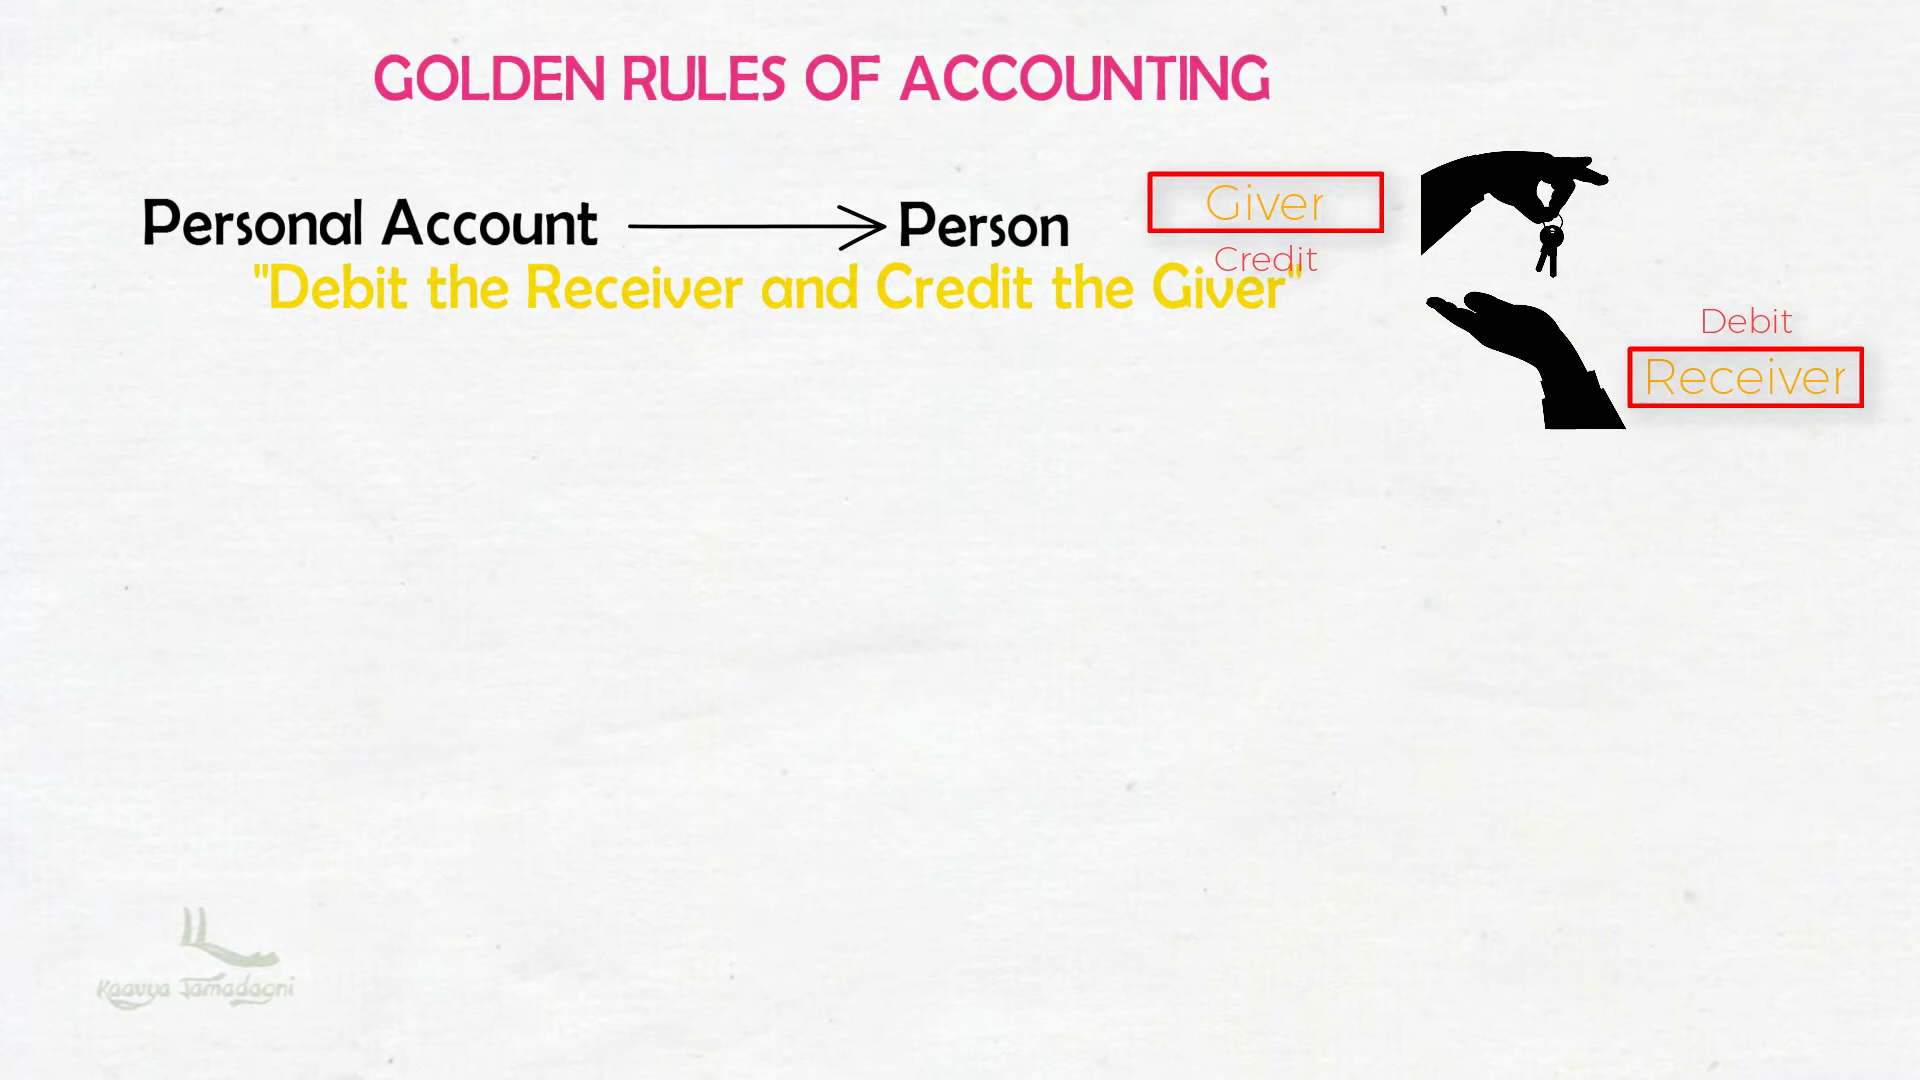 GOLDEN RULES OF ACCOUNTING
Personal Account
Person
Giver
Credit
"Debit the Receiver and Credit the Giver"
Debit
Receiver
Kaavya Jamadagni